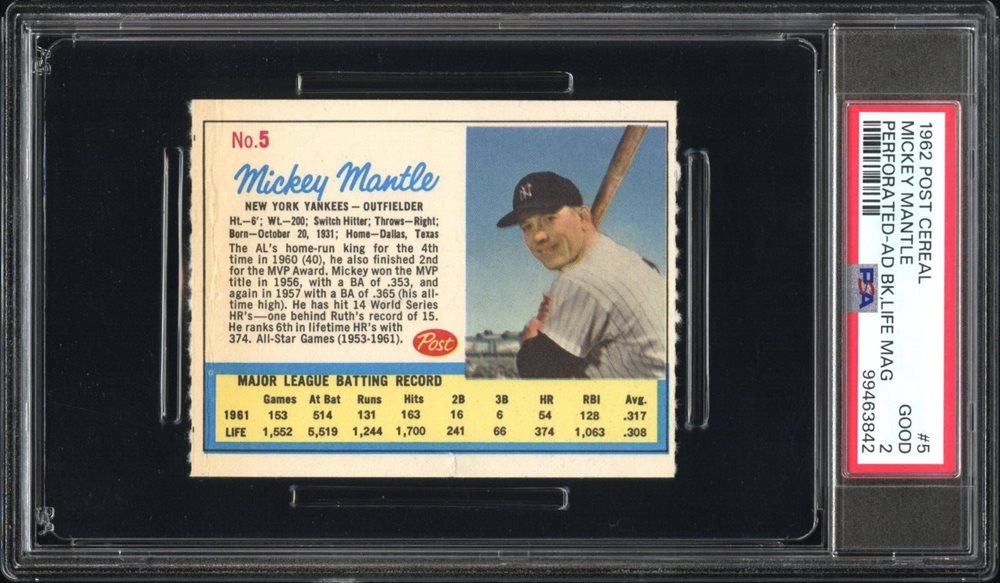 No.5
Mickey Mantle
NEW YORK YANKEES — OUTFIELDER
Ht.—6'; Wt.—200; Switch Hitter; Throws—Right;
Born—October 20, 1931; Home—Dallas, Texas
The AL's home-run king for the 4th
time in 1960 (40), he also finished 2nd
for the MVP Award. Mickey won the MVP
title in 1956, with a BA of .353, and
again in 1957 with a BA of .365 (his all-
time high). He has hit 14 World Series
HR's—one behind Ruth's record of 15.
He ranks 6th in lifetime HR's with
374. All-Star Games (1953-1961).
Post
NY
MAJOR LEAGUE BATTING RECORD
Games At Bat Runs Hits 2B 3B HR RBI Avg.
1961 153 514 131 163 16 6 54 128 .317
LIFE 1,552 5,519 1,244 1,700 241 66 374 1,063 .308
1962 POST CEREAL #5
MICKEY MANTLE GOOD
PERFORATED-AD BK.LIFE MAG 2
PSA 99463842